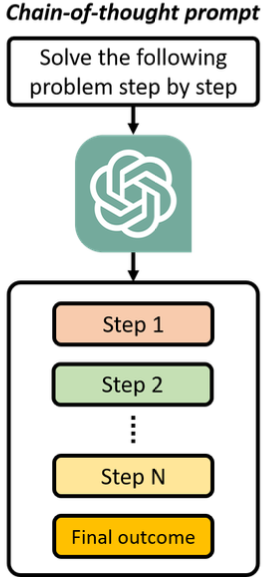 Chain-of-thought prompt
Solve the following
problem step by step
Step 1
Step 2
Step N
Final outcome